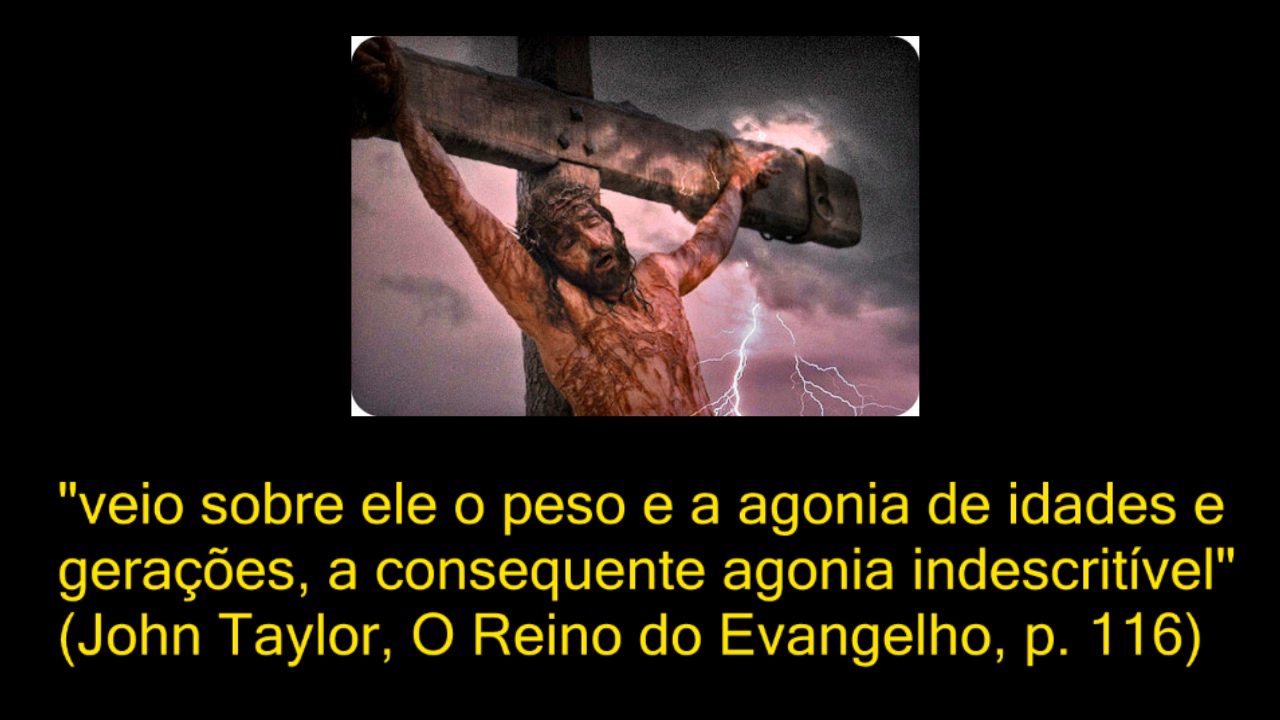 "veio sobre ele o peso e a agonia de idades e
gerações, a consequente agonia indescritível"
(John Taylor, O Reino do Evangelho, p. 116)